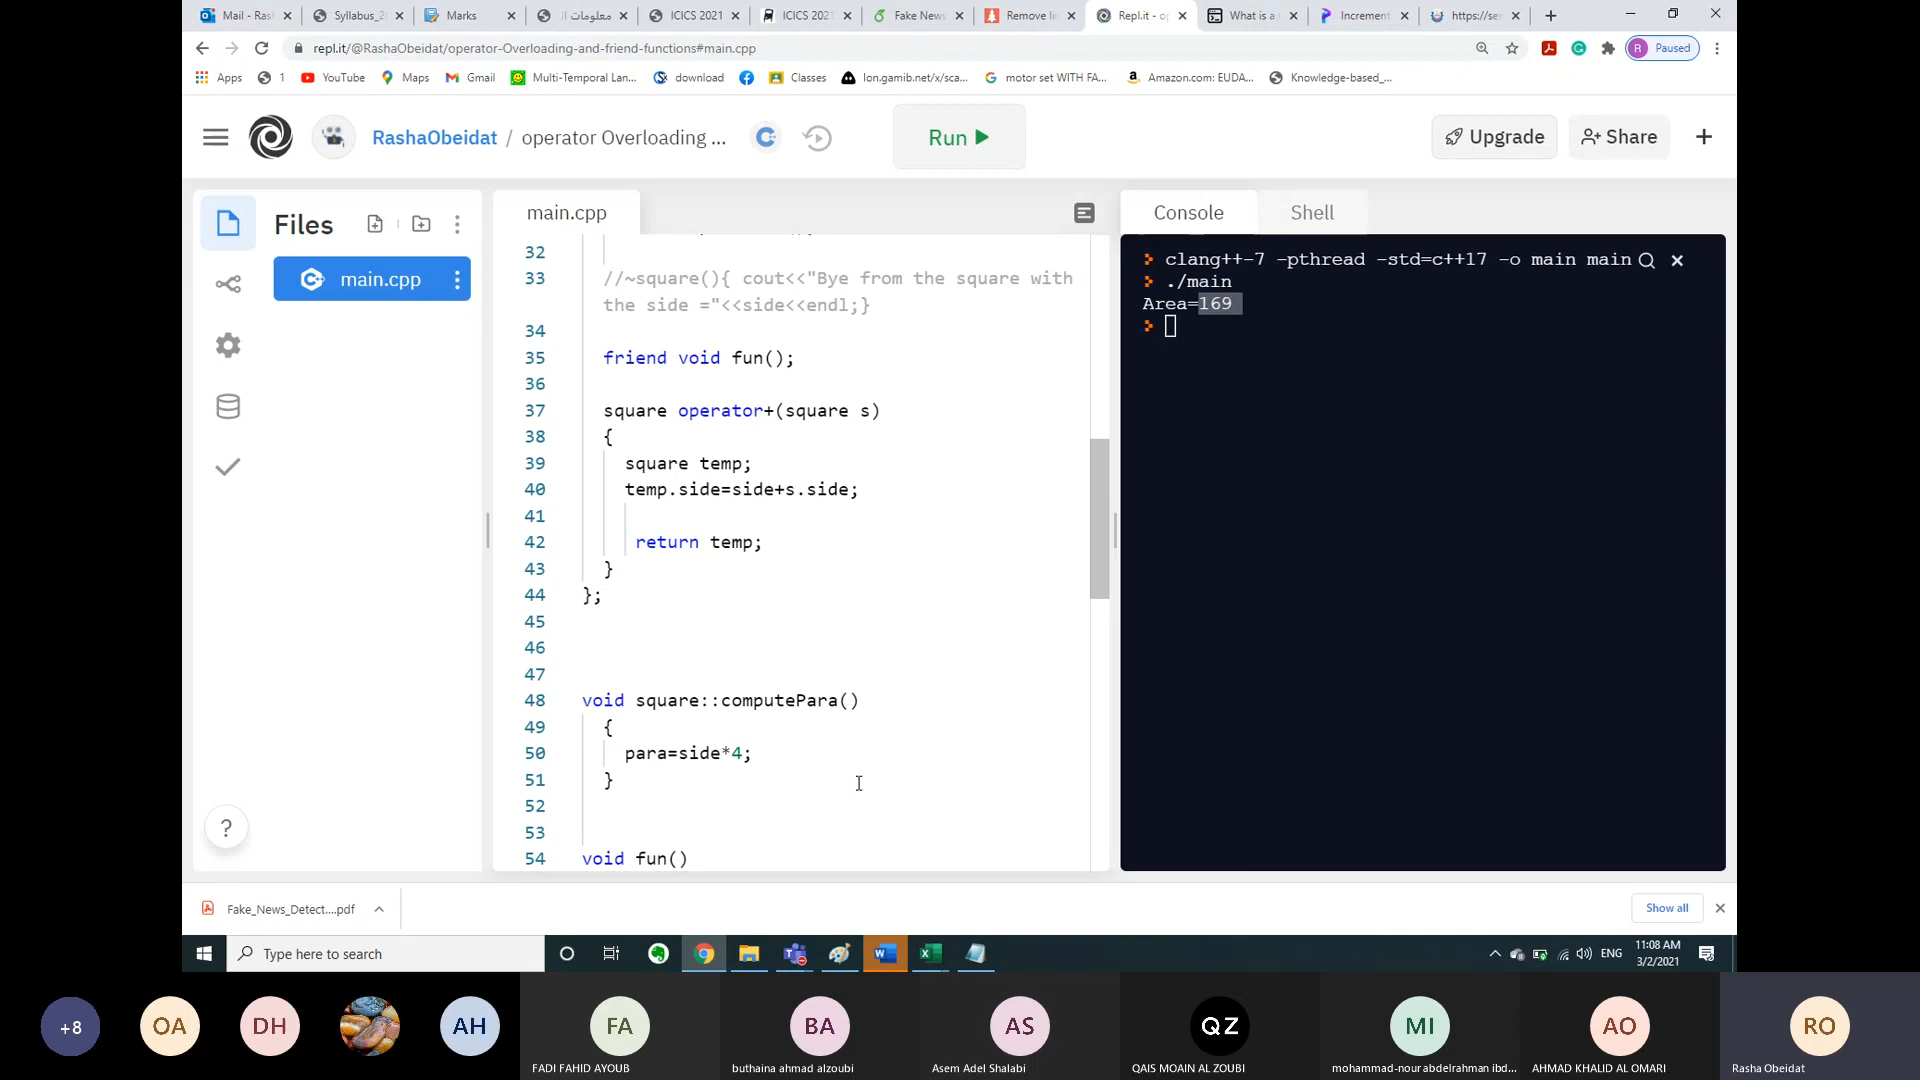 Mail - Rash
Syllabus_20
Marks
معلومات ال
ICICS 2021
ICICS 2021
Fake News
Remove lin
Repl.it - op
What is a C
Increment
https://ser
repl.it/@RashaObeidat/operator-Overloading-and-friend-functions#main.cpp
R Paused
Apps
1
YouTube
Maps
Gmail
Multi-Temporal Lan...
download
Classes
lon.gamib.net/x/sca...
motor set WITH FA...
Amazon.com: EUDA...
Knowledge-based_...
RashaObeidat / operator Overloading ...
Run
Upgrade
Share
Files
main.cpp
main.cpp
32
33 //~square(){ cout<<"Bye from the square with
the side ="<<side<<endl;}
34
35 friend void fun();
36
37 square operator+(square s)
38 {
39 square temp;
40 temp.side=side+s.side;
41
42 return temp;
43 }
44 };
45
46
47
48 void square::computePara()
49 {
50 para=side*4;
51 }
52
53
54 void fun()
Console
Shell
clang++-7 -pthread -std=c++17 -o main main
./main
Area=169
?
Fake_News_Detect....pdf
Show all
Type here to search
ENG
11:08 AM
3/2/2021
+8
OA
DH
AH
FA
FADI FAHID AYOUB
BA
buthaina ahmad alzoubi
AS
Asem Adel Shalabi
QZ
QAIS MOAIN AL ZOUBI
MI
mohammad-nour abdelrahman ibd...
AO
AHMAD KHALID AL OMARI
RO
Rasha Obeidat